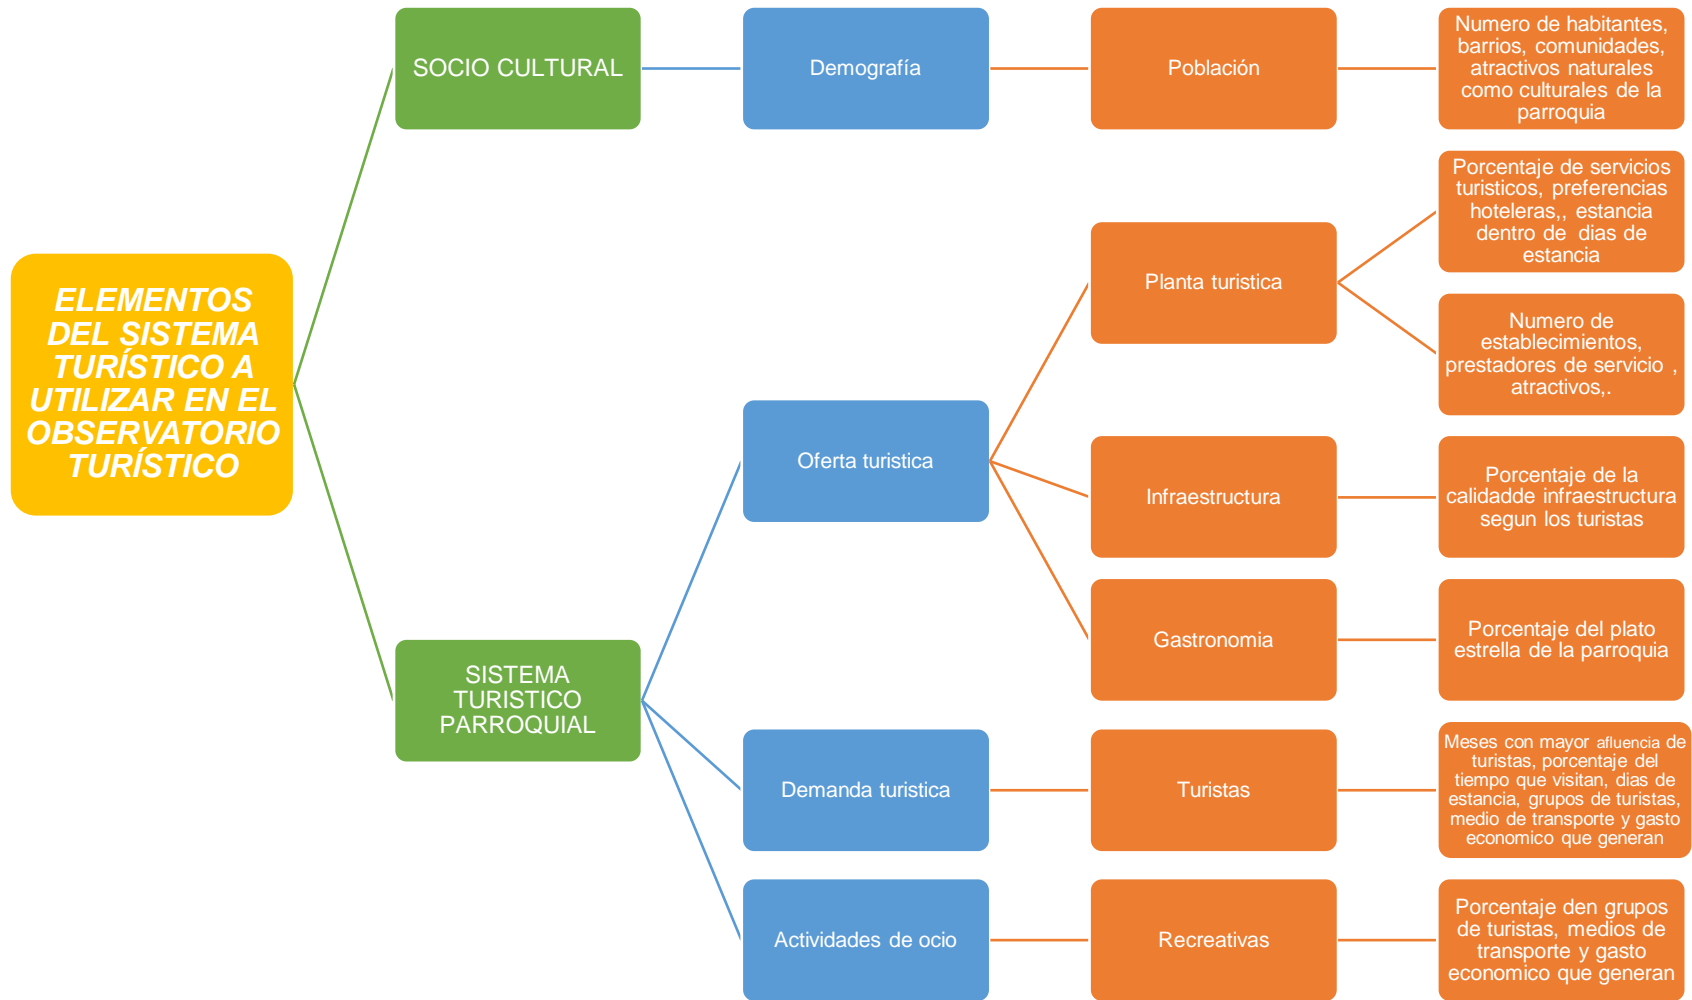 ELEMENTOS
DEL SISTEMA
TURÍSTICO A
UTILIZAR EN EL
OBSERVATORIO
TURÍSTICO
SOCIO CULTURAL
Demografía
Población
Numero de habitantes,
barrios, comunidades,
atractivos naturales
como culturales de la
parroquia
SISTEMA
TURISTICO
PARROQUIAL
Oferta turistica
Planta turistica
Porcentaje de servicios
turisticos, preferencias
hoteleras,, estancia
dentro de dias de
estancia
Numero de
establecimientos,
prestadores de servicio ,
atractivos,.
Infraestructura
Porcentaje de la
calidadde infraestructura
segun los turistas
Gastronomia
Porcentaje del plato
estrella de la parroquia
Demanda turistica
Turistas
Meses con mayor afluencia de
turistas, porcentaje del
tiempo que visitan, dias de
estancia, grupos de turistas,
medio de transporte y gasto
economico que generan
Actividades de ocio
Recreativas
Porcentaje den grupos
de turistas, medios de
transporte y gasto
economico que generan